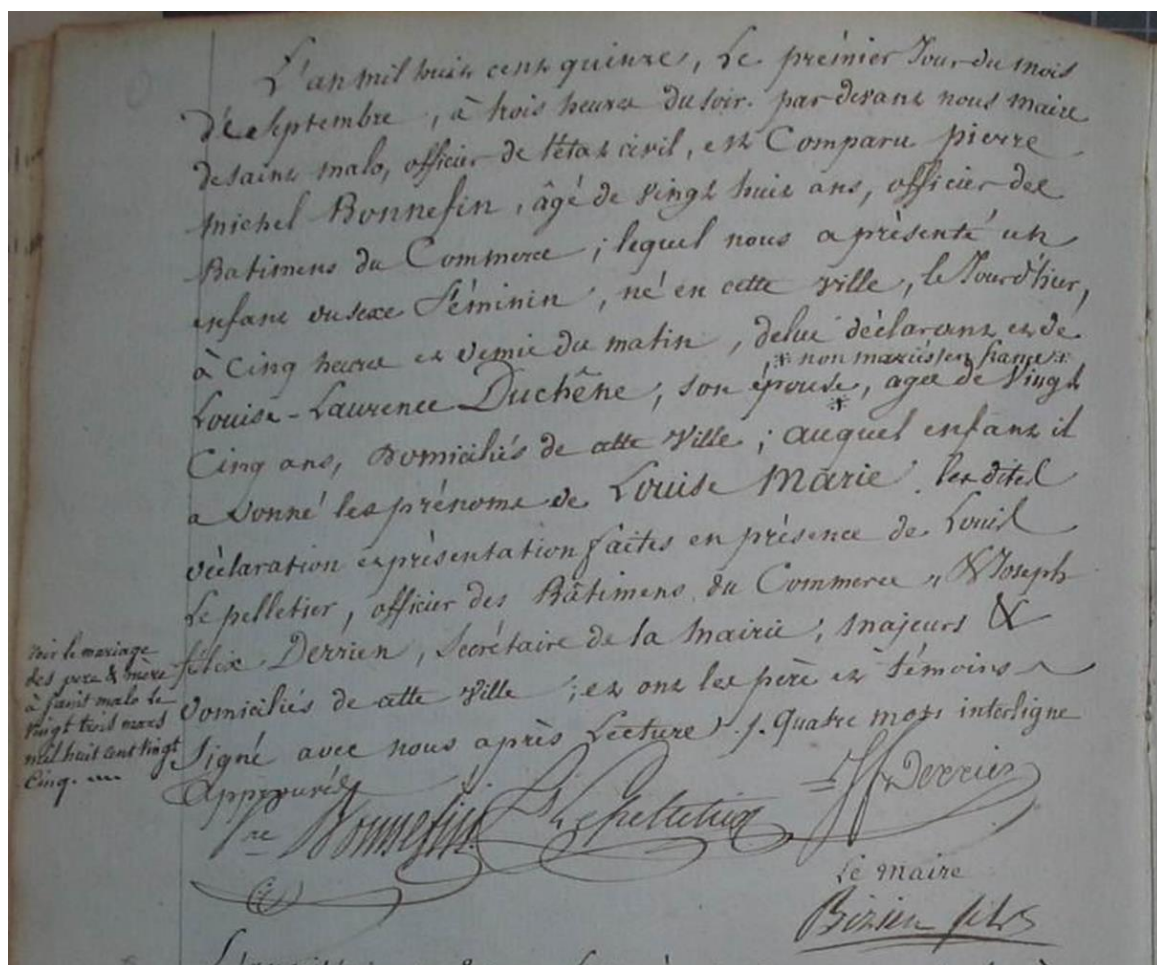 L'an mil huit cent quinze, Le prémier Jour du mois
de Septembre, à trois heures du soir. par devant nous maire
de saint malo, officier de l'état civil, est Comparu pierre
michel Bonnefin, âgé de vingt huit ans, officier des
Batimens du Commerce; lequel nous a présenté un
enfant du sexe féminin, né en cette ville, le Jour d'hier,
à Cinq heures et demie du matin, de lui déclarant et de
* non mariés en france *
Louise-Laurence Duchêne, son épouse, * agée de Vingt
Cinq ans, Domiciliés de cette Ville; auquel enfant il
a donné les prénoms de Louise Marie. les dites
déclaration et présentation faites en présence de Louis
Le pelletier, officier des Bâtimens du Commerce, & Joseph
félix Derrien, Secrétaire de la Mairie, Majeurs &
domiciliés de cette Ville; et ont les père et témoins
Signé avec nous après Lecture ./. Quatre mots interligne
Approuvés
voir le mariage
des pere & mère
à saint malo le
vingt trois mars
mil huit cent vingt
Cinq.
Pre Bonnefin Ls Le Pelletier JF Derrien
Le Maire
Bizien fils